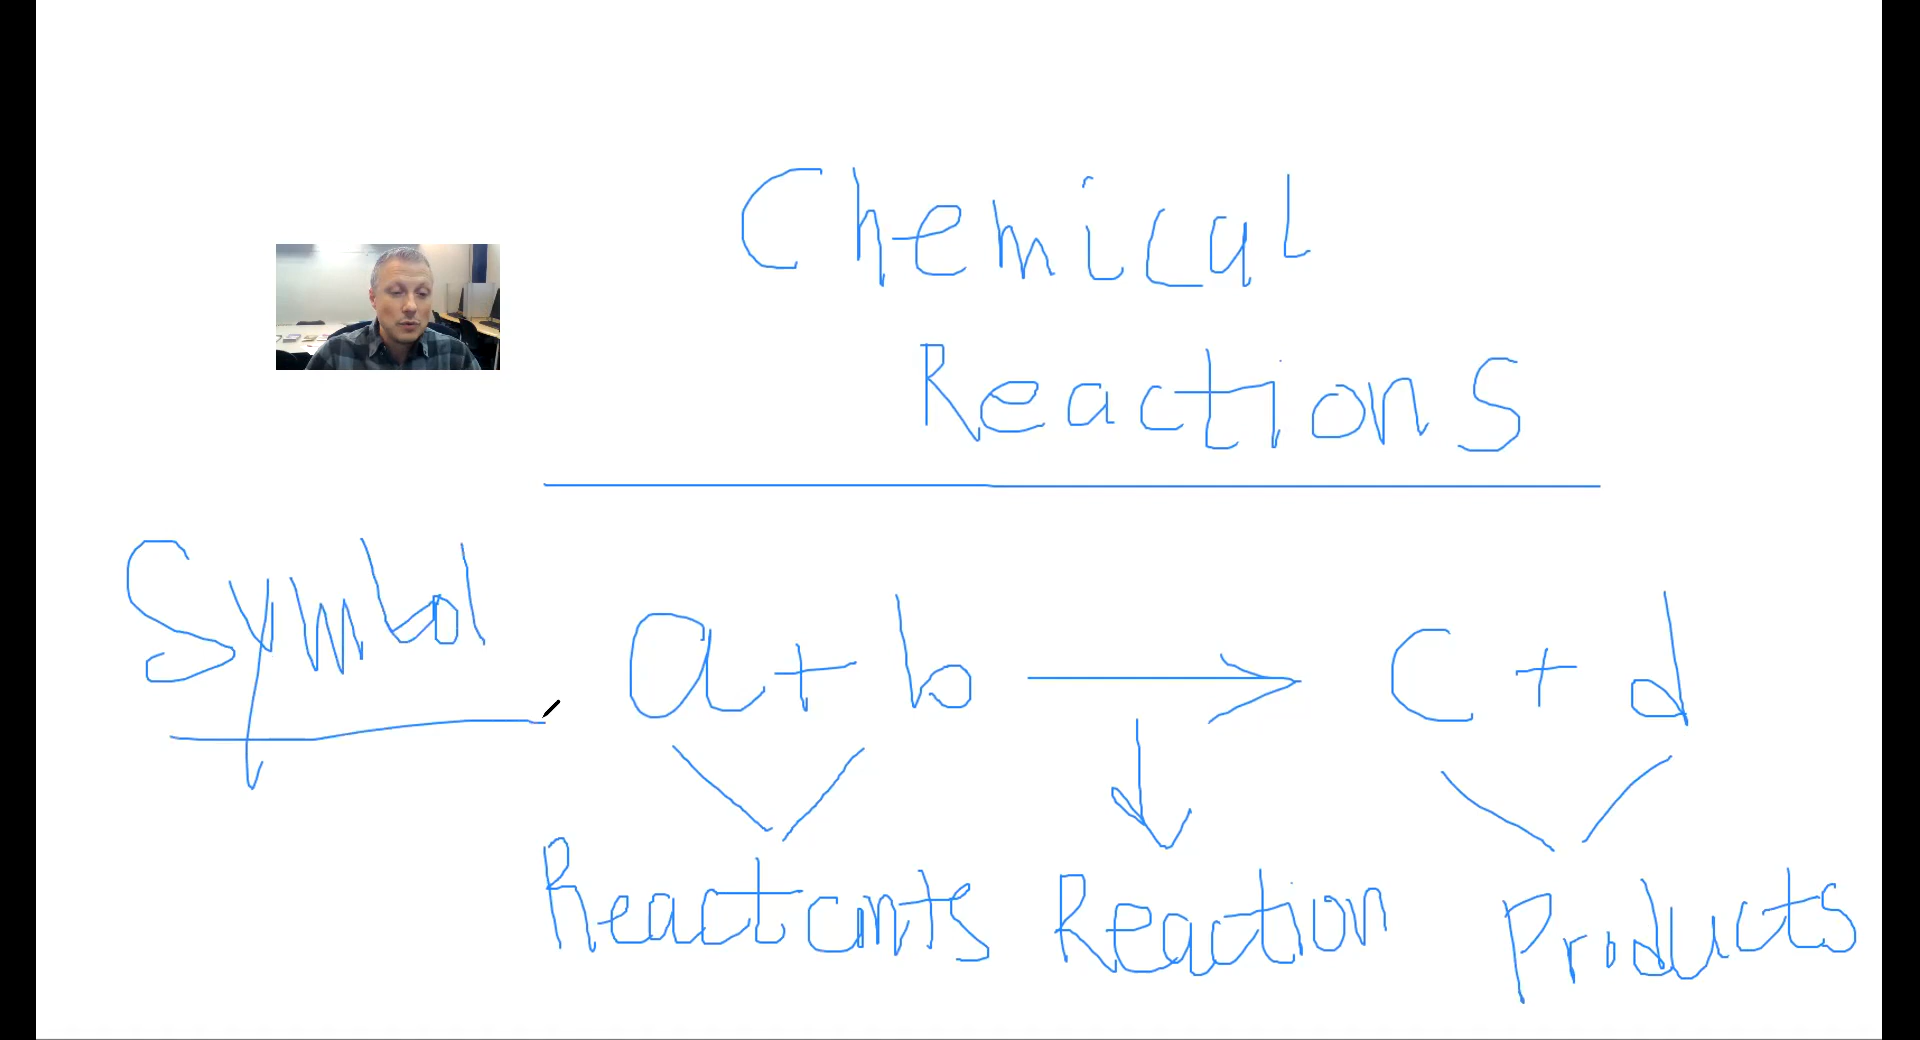 Chemical
Reactions
Symbol
a + b → c + d
Reactants Reaction Products